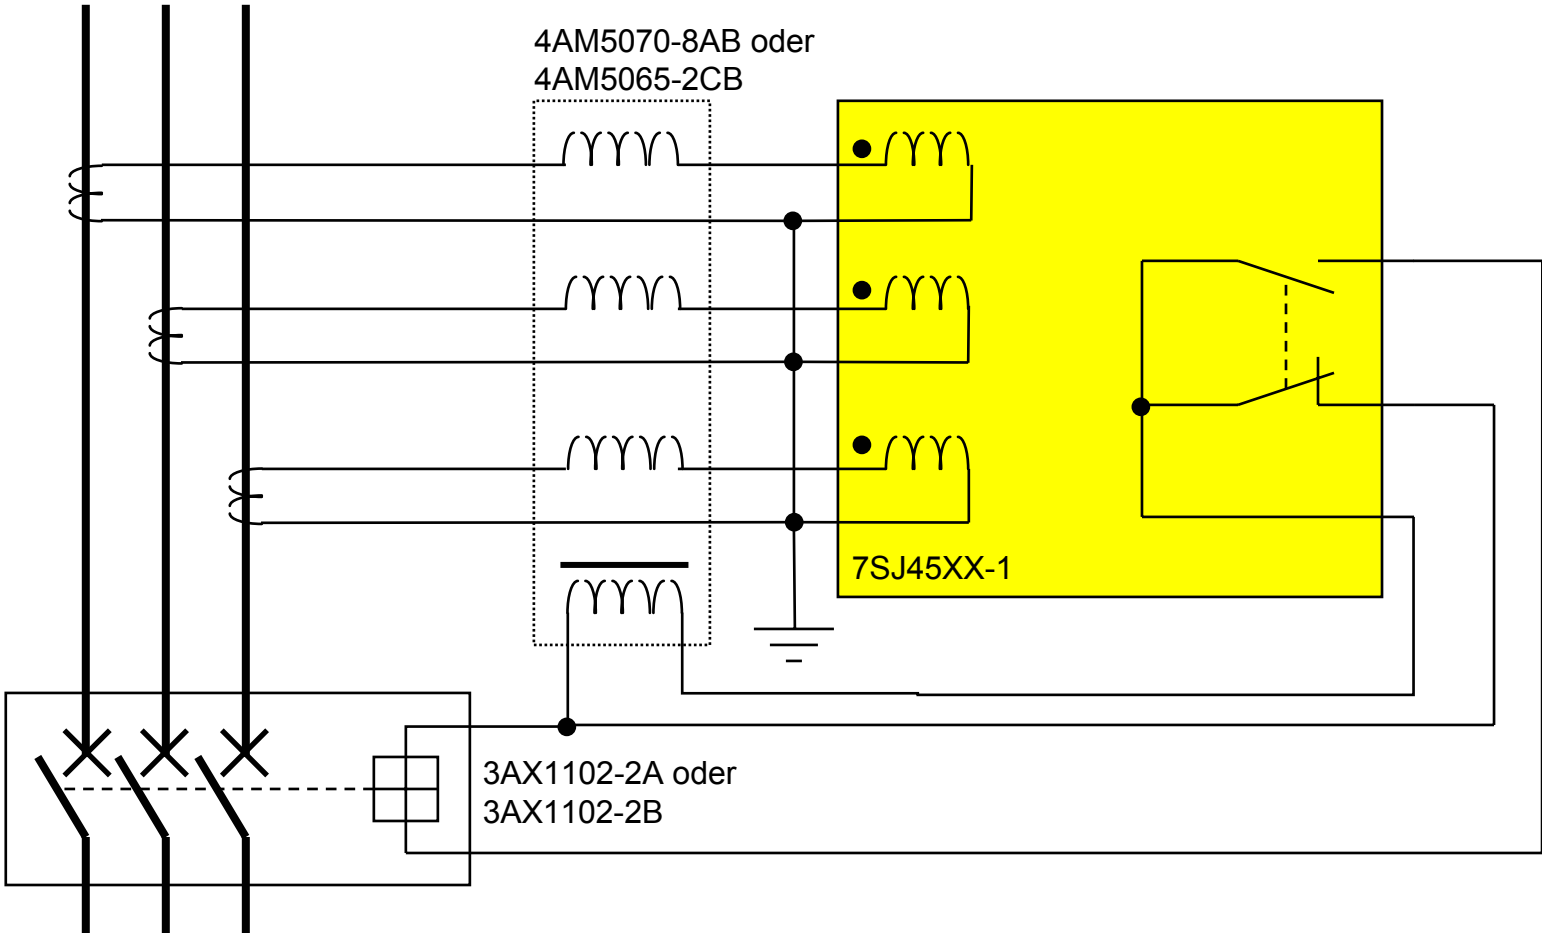 4AM5070-8AB oder
4AM5065-2CB
7SJ45XX-1
3AX1102-2A oder
3AX1102-2B